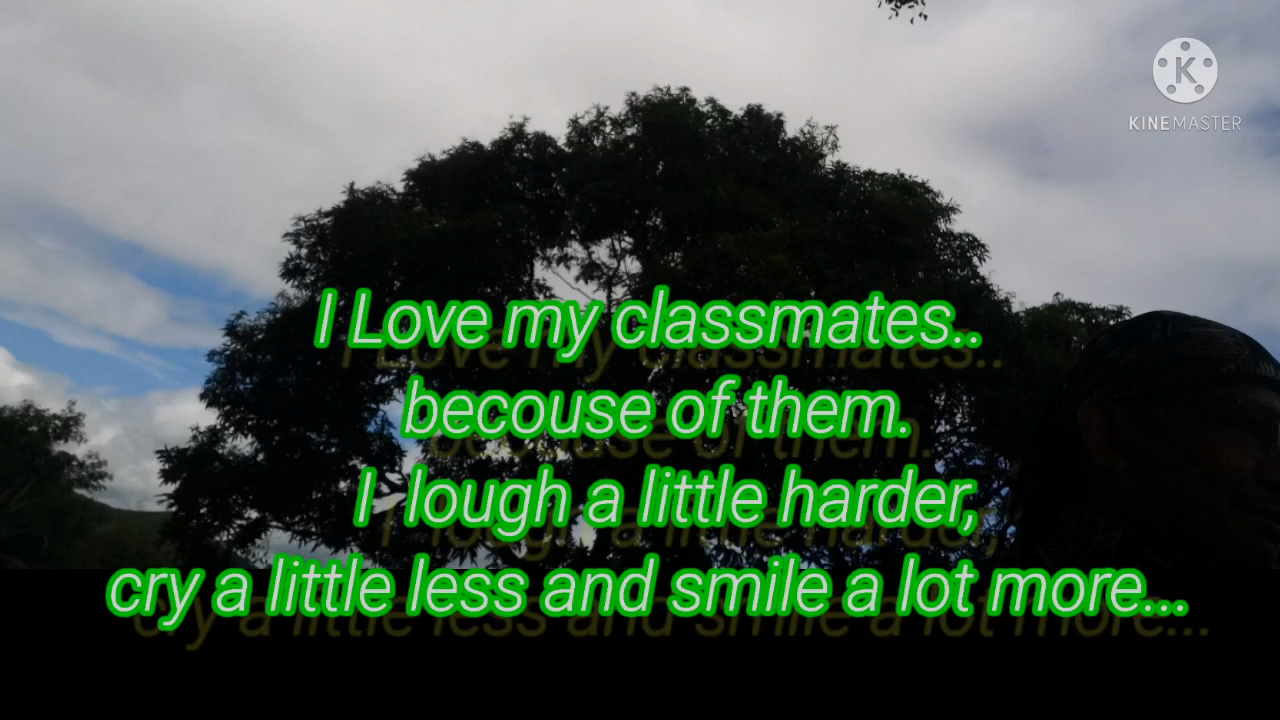 KINEMASTER
I Love my classmates..
becouse of them.
I lough a little harder,
cry a little less and smile a lot more...